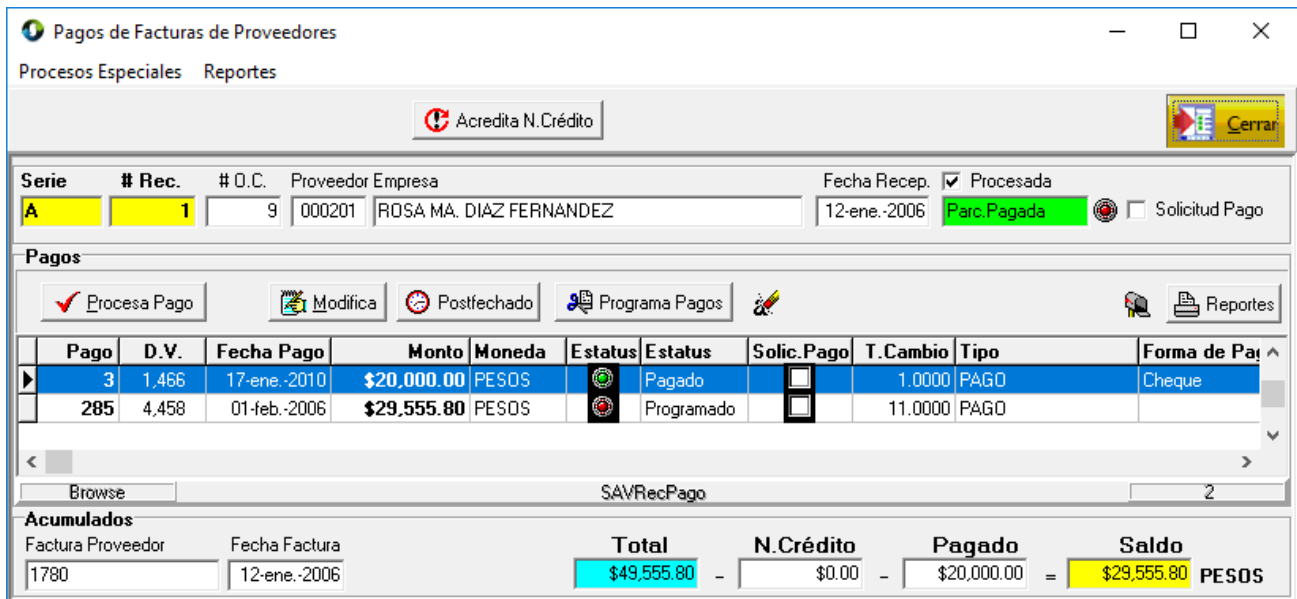 Pagos de Facturas de Proveedores
Procesos Especiales Reportes
Acredita N.Crédito Cerrar
Serie # Rec. # O.C. Proveedor Empresa Fecha Recep. Procesada
A 1 9 000201 ROSA MA. DIAZ FERNANDEZ 12-ene.-2006 Parc.Pagada Solicitud Pago
Pagos
Procesa Pago Modifica Postfechado Programa Pagos Reportes
Pago D.V. Fecha Pago Monto Moneda Estatus Estatus Solic.Pago T.Cambio Tipo Forma de Pag
3 1,466 17-ene.-2010 $20,000.00 PESOS Pagado 1.0000 PAGO Cheque
285 4,458 01-feb.-2006 $29,555.80 PESOS Programado 11.0000 PAGO
Browse SAVRecPago 2
Acumulados
Factura Proveedor Fecha Factura Total N.Crédito Pagado Saldo
1780 12-ene.-2006 $49,555.80 - $0.00 - $20,000.00 = $29,555.80 PESOS